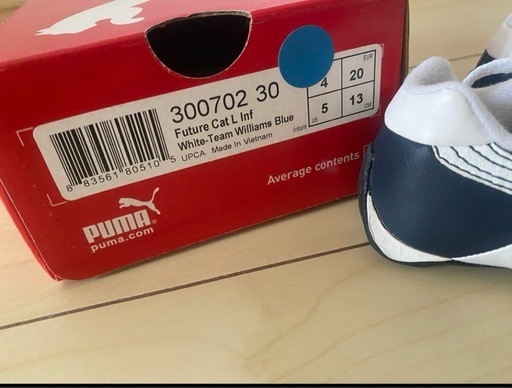 300702 30
Future Cat L Inf
White-Team Williams Blue
UPCA Made In Vietnam
8 83561 80510 5
Infant
4
20
EUR
5
US
13
CM
Average contents
PUMA
puma.com